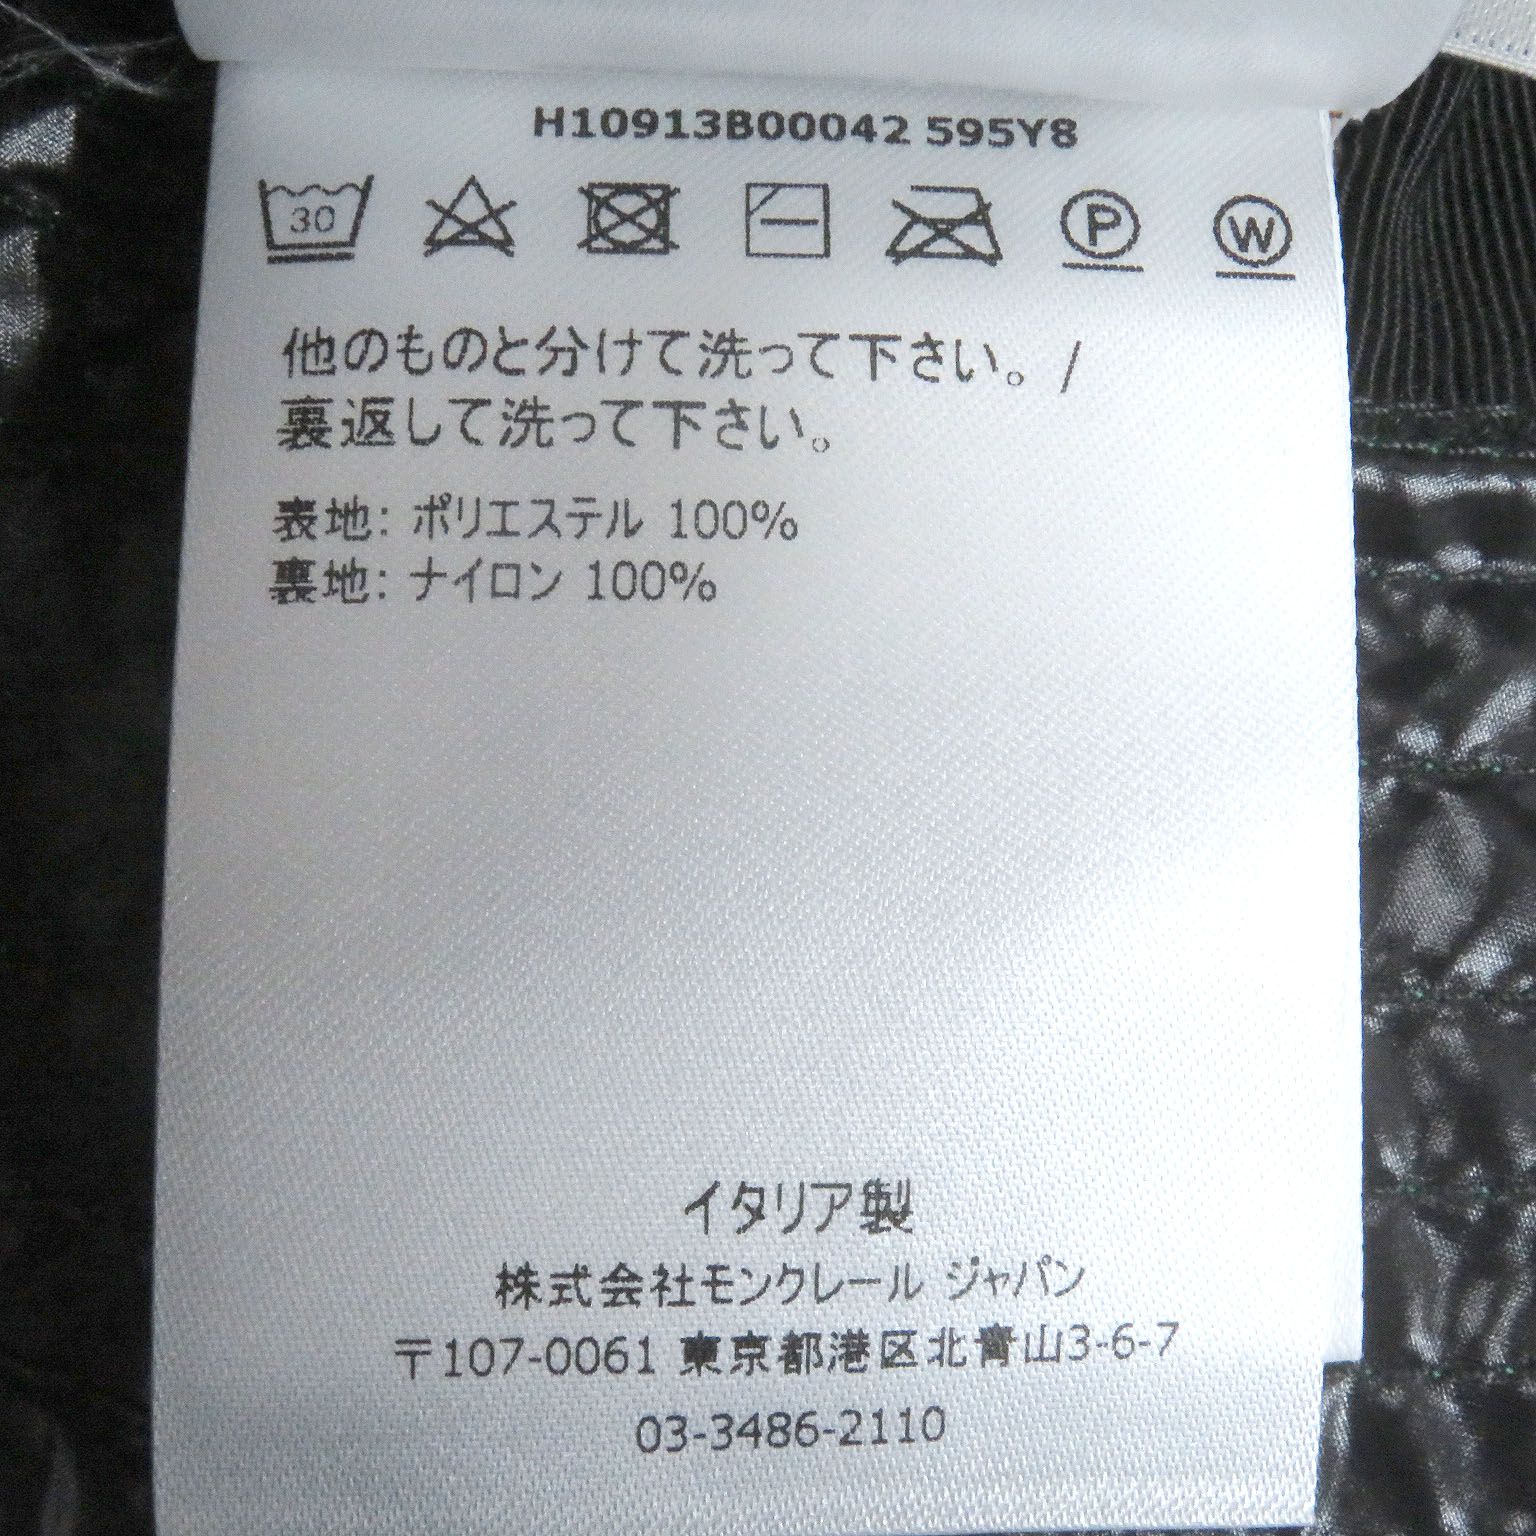 H10913B00042 595Y8
30 P W
他のものと分けて洗って下さい。 /
裏返して洗って下さい。
表地: ポリエステル 100%
裏地: ナイロン 100%
イタリア製
株式会社モンクレール ジャパン
〒107-0061 東京都港区北青山3-6-7
03-3486-2110